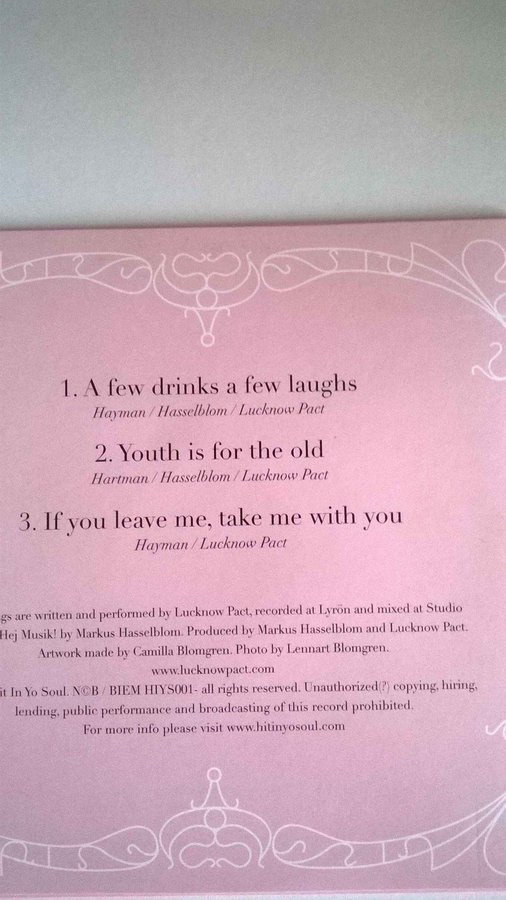 1. A few drinks a few laughs
Hayman / Hasselblom / Lucknow Pact
2. Youth is for the old
Hartman / Hasselblom / Lucknow Pact
3. If you leave me, take me with you
Hayman / Lucknow Pact
gs are written and performed by Lucknow Pact, recorded at Lyrön and mixed at Studio
Hej Musik! by Markus Hasselblom. Produced by Markus Hasselblom and Lucknow Pact.
Artwork made by Camilla Blomgren. Photo by Lennart Blomgren.
www.lucknowpact.com
it In Yo Soul. N©B / BIEM HIYS001- all rights reserved. Unauthorized(?) copying, hiring,
lending, public performance and broadcasting of this record prohibited.
For more info please visit www.hitinyosoul.com